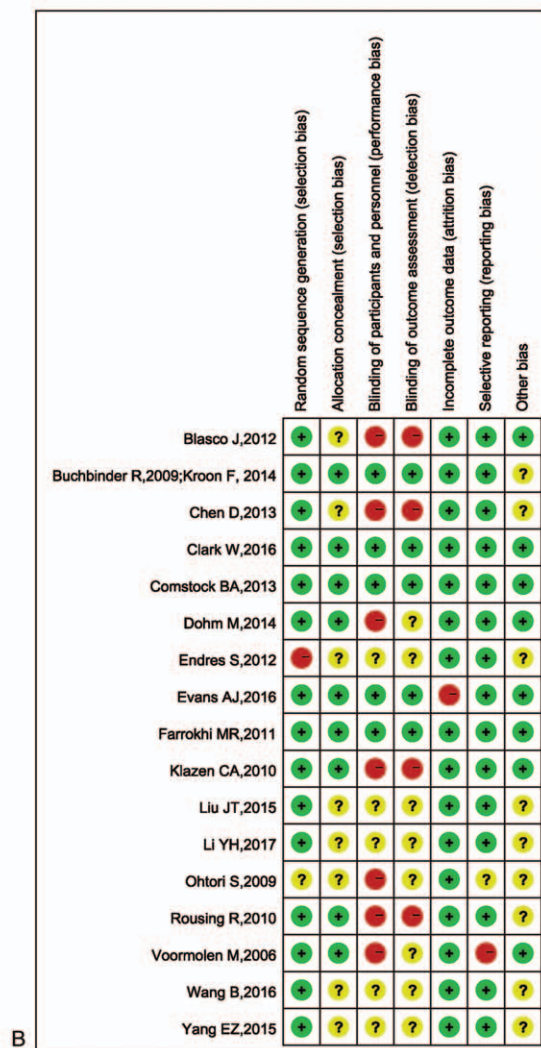 Random sequence generation (selection bias)
Allocation concealment (selection bias)
Blinding of participants and personnel (performance bias)
Blinding of outcome assessment (detection bias)
Incomplete outcome data (attrition bias)
Selective reporting (reporting bias)
Other bias
Blasco J,2012 + ? - - + + +
Buchbinder R,2009;Kroon F, 2014 + + + + + + ?
Chen D,2013 + ? - - + + ?
Clark W,2016 + + + + + + +
Comstock BA,2013 + + + + + + +
Dohm M,2014 + + - ? + + +
Endres S,2012 - ? ? ? + + ?
Evans AJ,2016 + + + + - + +
Farrokhi MR,2011 + + + + + + +
Klazen CA,2010 + + - - + + +
Liu JT,2015 + ? ? ? + + ?
Li YH,2017 + ? ? ? + + ?
Ohtori S,2009 ? ? - ? + ? ?
Rousing R,2010 + + - - + + ?
Voormolen M,2006 + + - ? + - +
Wang B,2016 + ? ? ? + + ?
Yang EZ,2015 + ? ? ? + + ?
B